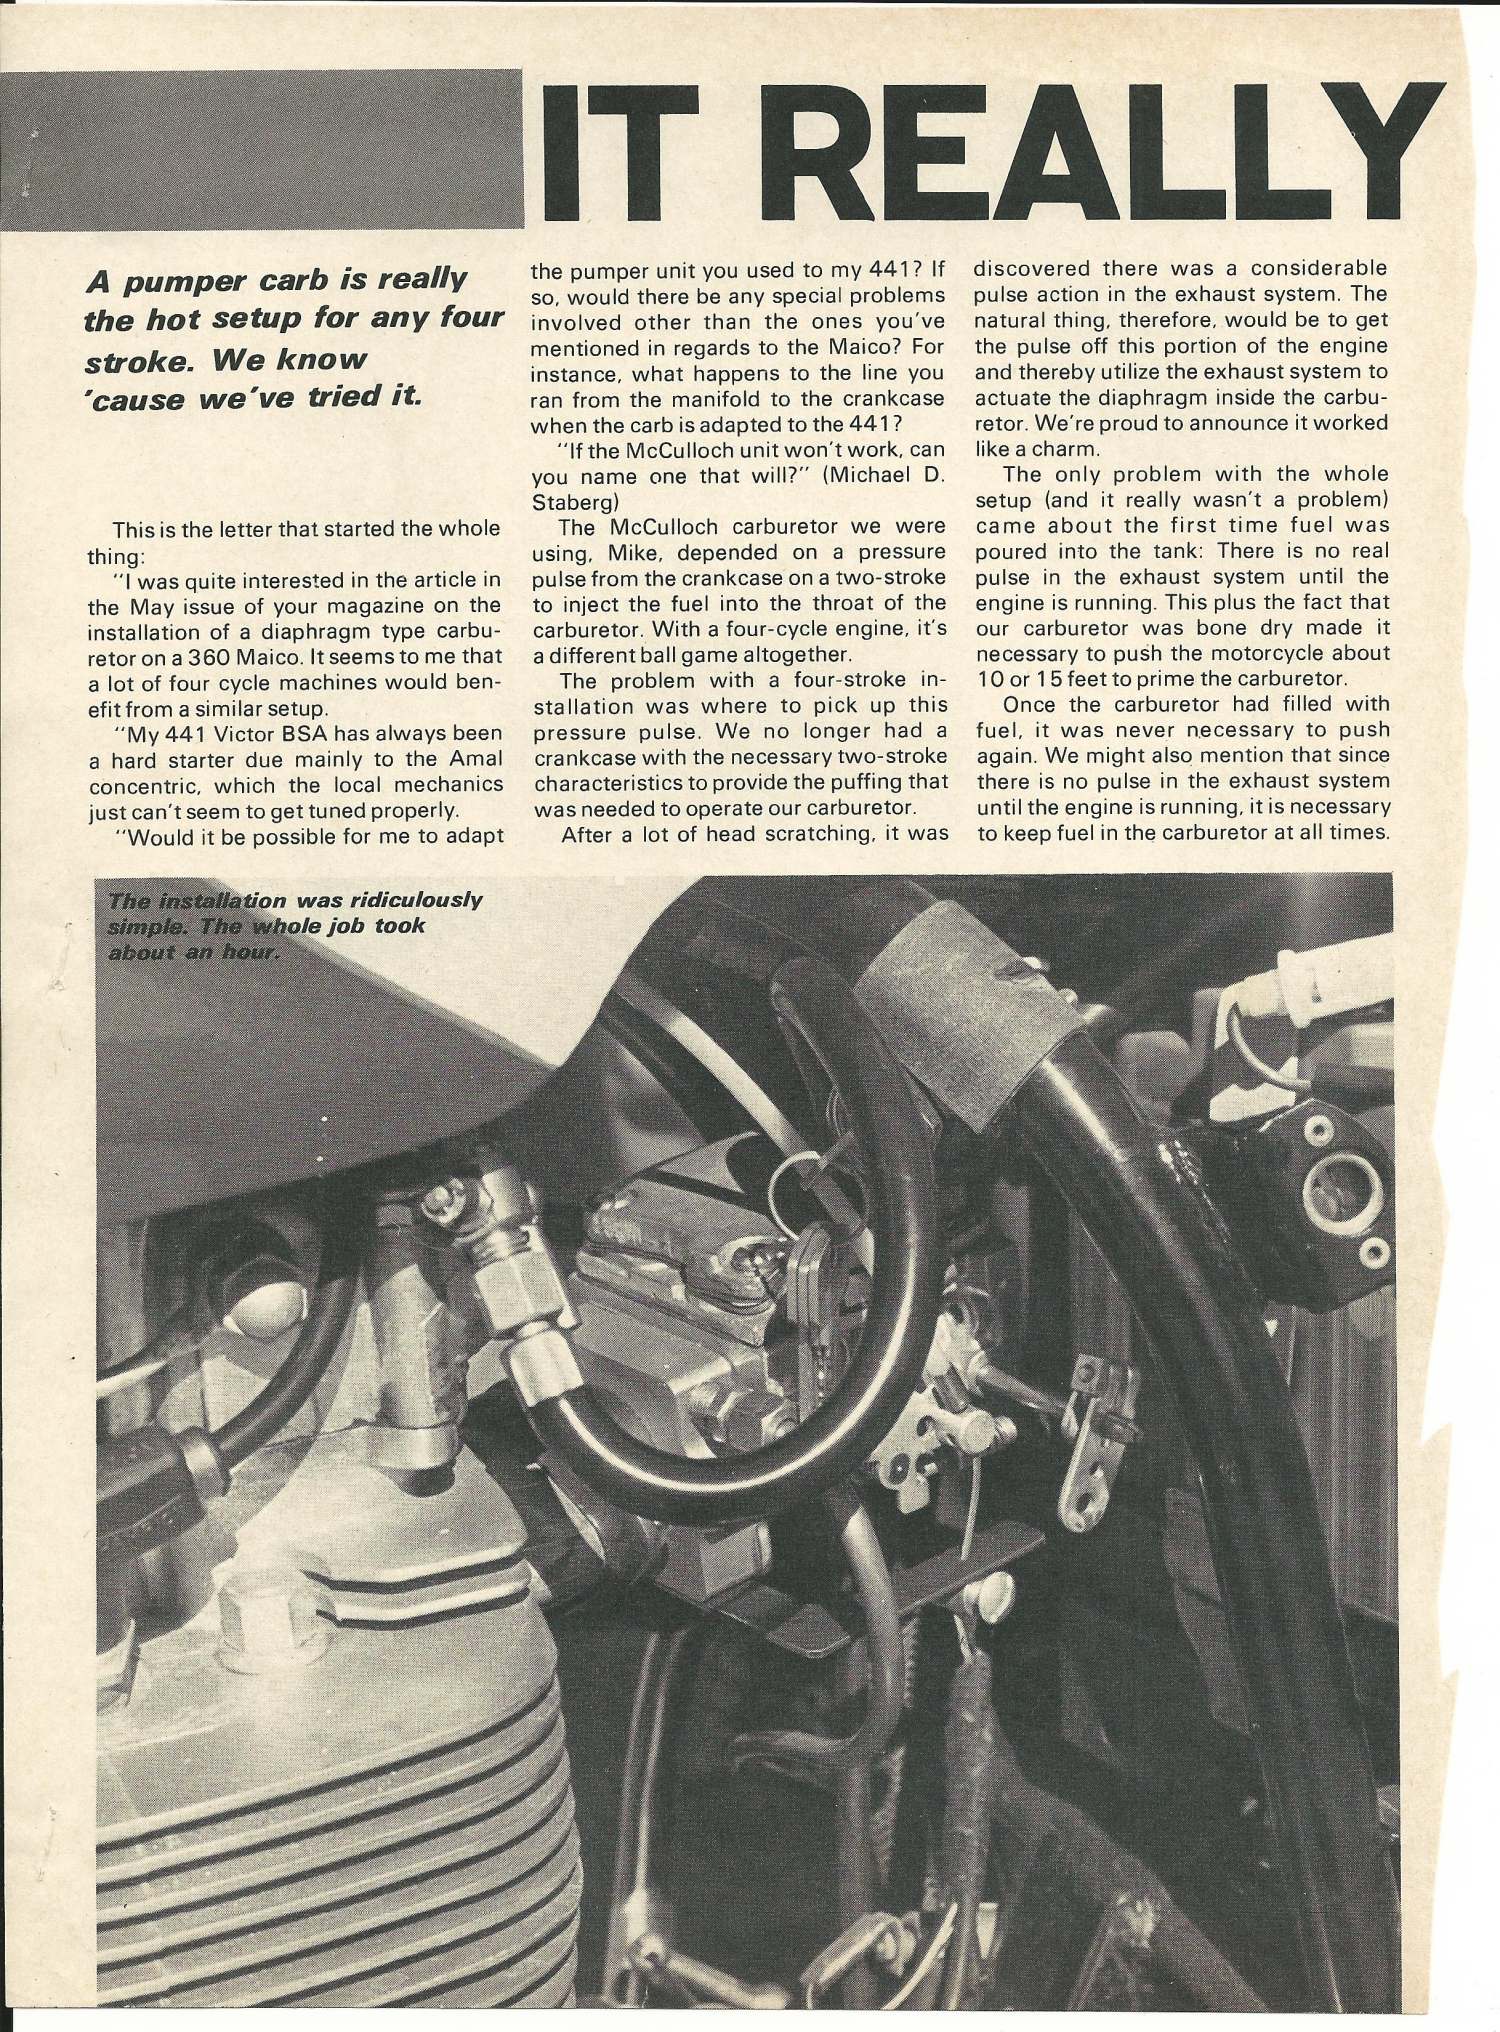 IT REALLY
A pumper carb is really
the hot setup for any four
stroke. We know
'cause we've tried it.
This is the letter that started the whole
thing:
"I was quite interested in the article in
the May issue of your magazine on the
installation of a diaphragm type carbu-
retor on a 360 Maico. It seems to me that
a lot of four cycle machines would ben-
efit from a similar setup.
"My 441 Victor BSA has always been
a hard starter due mainly to the Amal
concentric, which the local mechanics
just can't seem to get tuned properly.
"Would it be possible for me to adapt
the pumper unit you used to my 441? If
so, would there be any special problems
involved other than the ones you've
mentioned in regards to the Maico? For
instance, what happens to the line you
ran from the manifold to the crankcase
when the carb is adapted to the 441?
"If the McCulloch unit won't work, can
you name one that will?" (Michael D.
Staberg)
The McCulloch carburetor we were
using, Mike, depended on a pressure
pulse from the crankcase on a two-stroke
to inject the fuel into the throat of the
carburetor. With a four-cycle engine, it's
a different ball game altogether.
The problem with a four-stroke in-
stallation was where to pick up this
pressure pulse. We no longer had a
crankcase with the necessary two-stroke
characteristics to provide the puffing that
was needed to operate our carburetor.
After a lot of head scratching, it was
discovered there was a considerable
pulse action in the exhaust system. The
natural thing, therefore, would be to get
the pulse off this portion of the engine
and thereby utilize the exhaust system to
actuate the diaphragm inside the carbu-
retor. We're proud to announce it worked
like a charm.
The only problem with the whole
setup (and it really wasn't a problem)
came about the first time fuel was
poured into the tank: There is no real
pulse in the exhaust system until the
engine is running. This plus the fact that
our carburetor was bone dry made it
necessary to push the motorcycle about
10 or 15 feet to prime the carburetor.
Once the carburetor had filled with
fuel, it was never necessary to push
again. We might also mention that since
there is no pulse in the exhaust system
until the engine is running, it is necessary
to keep fuel in the carburetor at all times.
The installation was ridiculously
simple. The whole job took
about an hour.